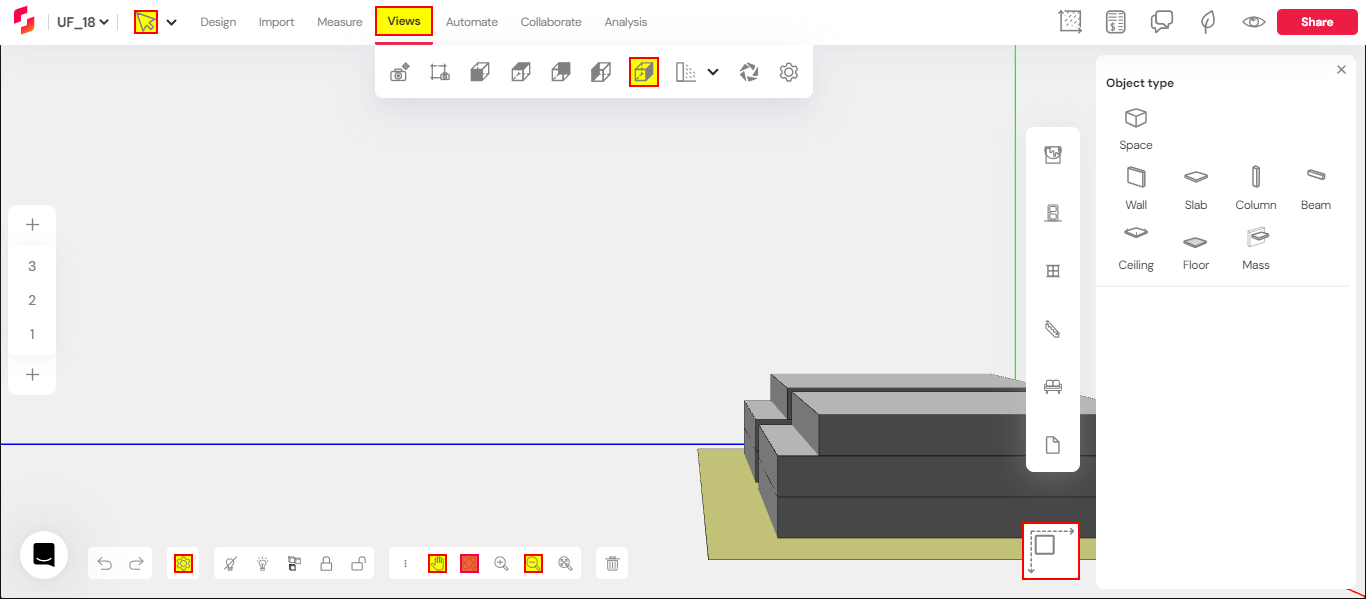 UF_18
Design
Import
Measure
Views
Automate
Collaborate
Analysis
Share
Object type
Space
Wall
Slab
Column
Beam
Ceiling
Floor
Mass
3
2
1